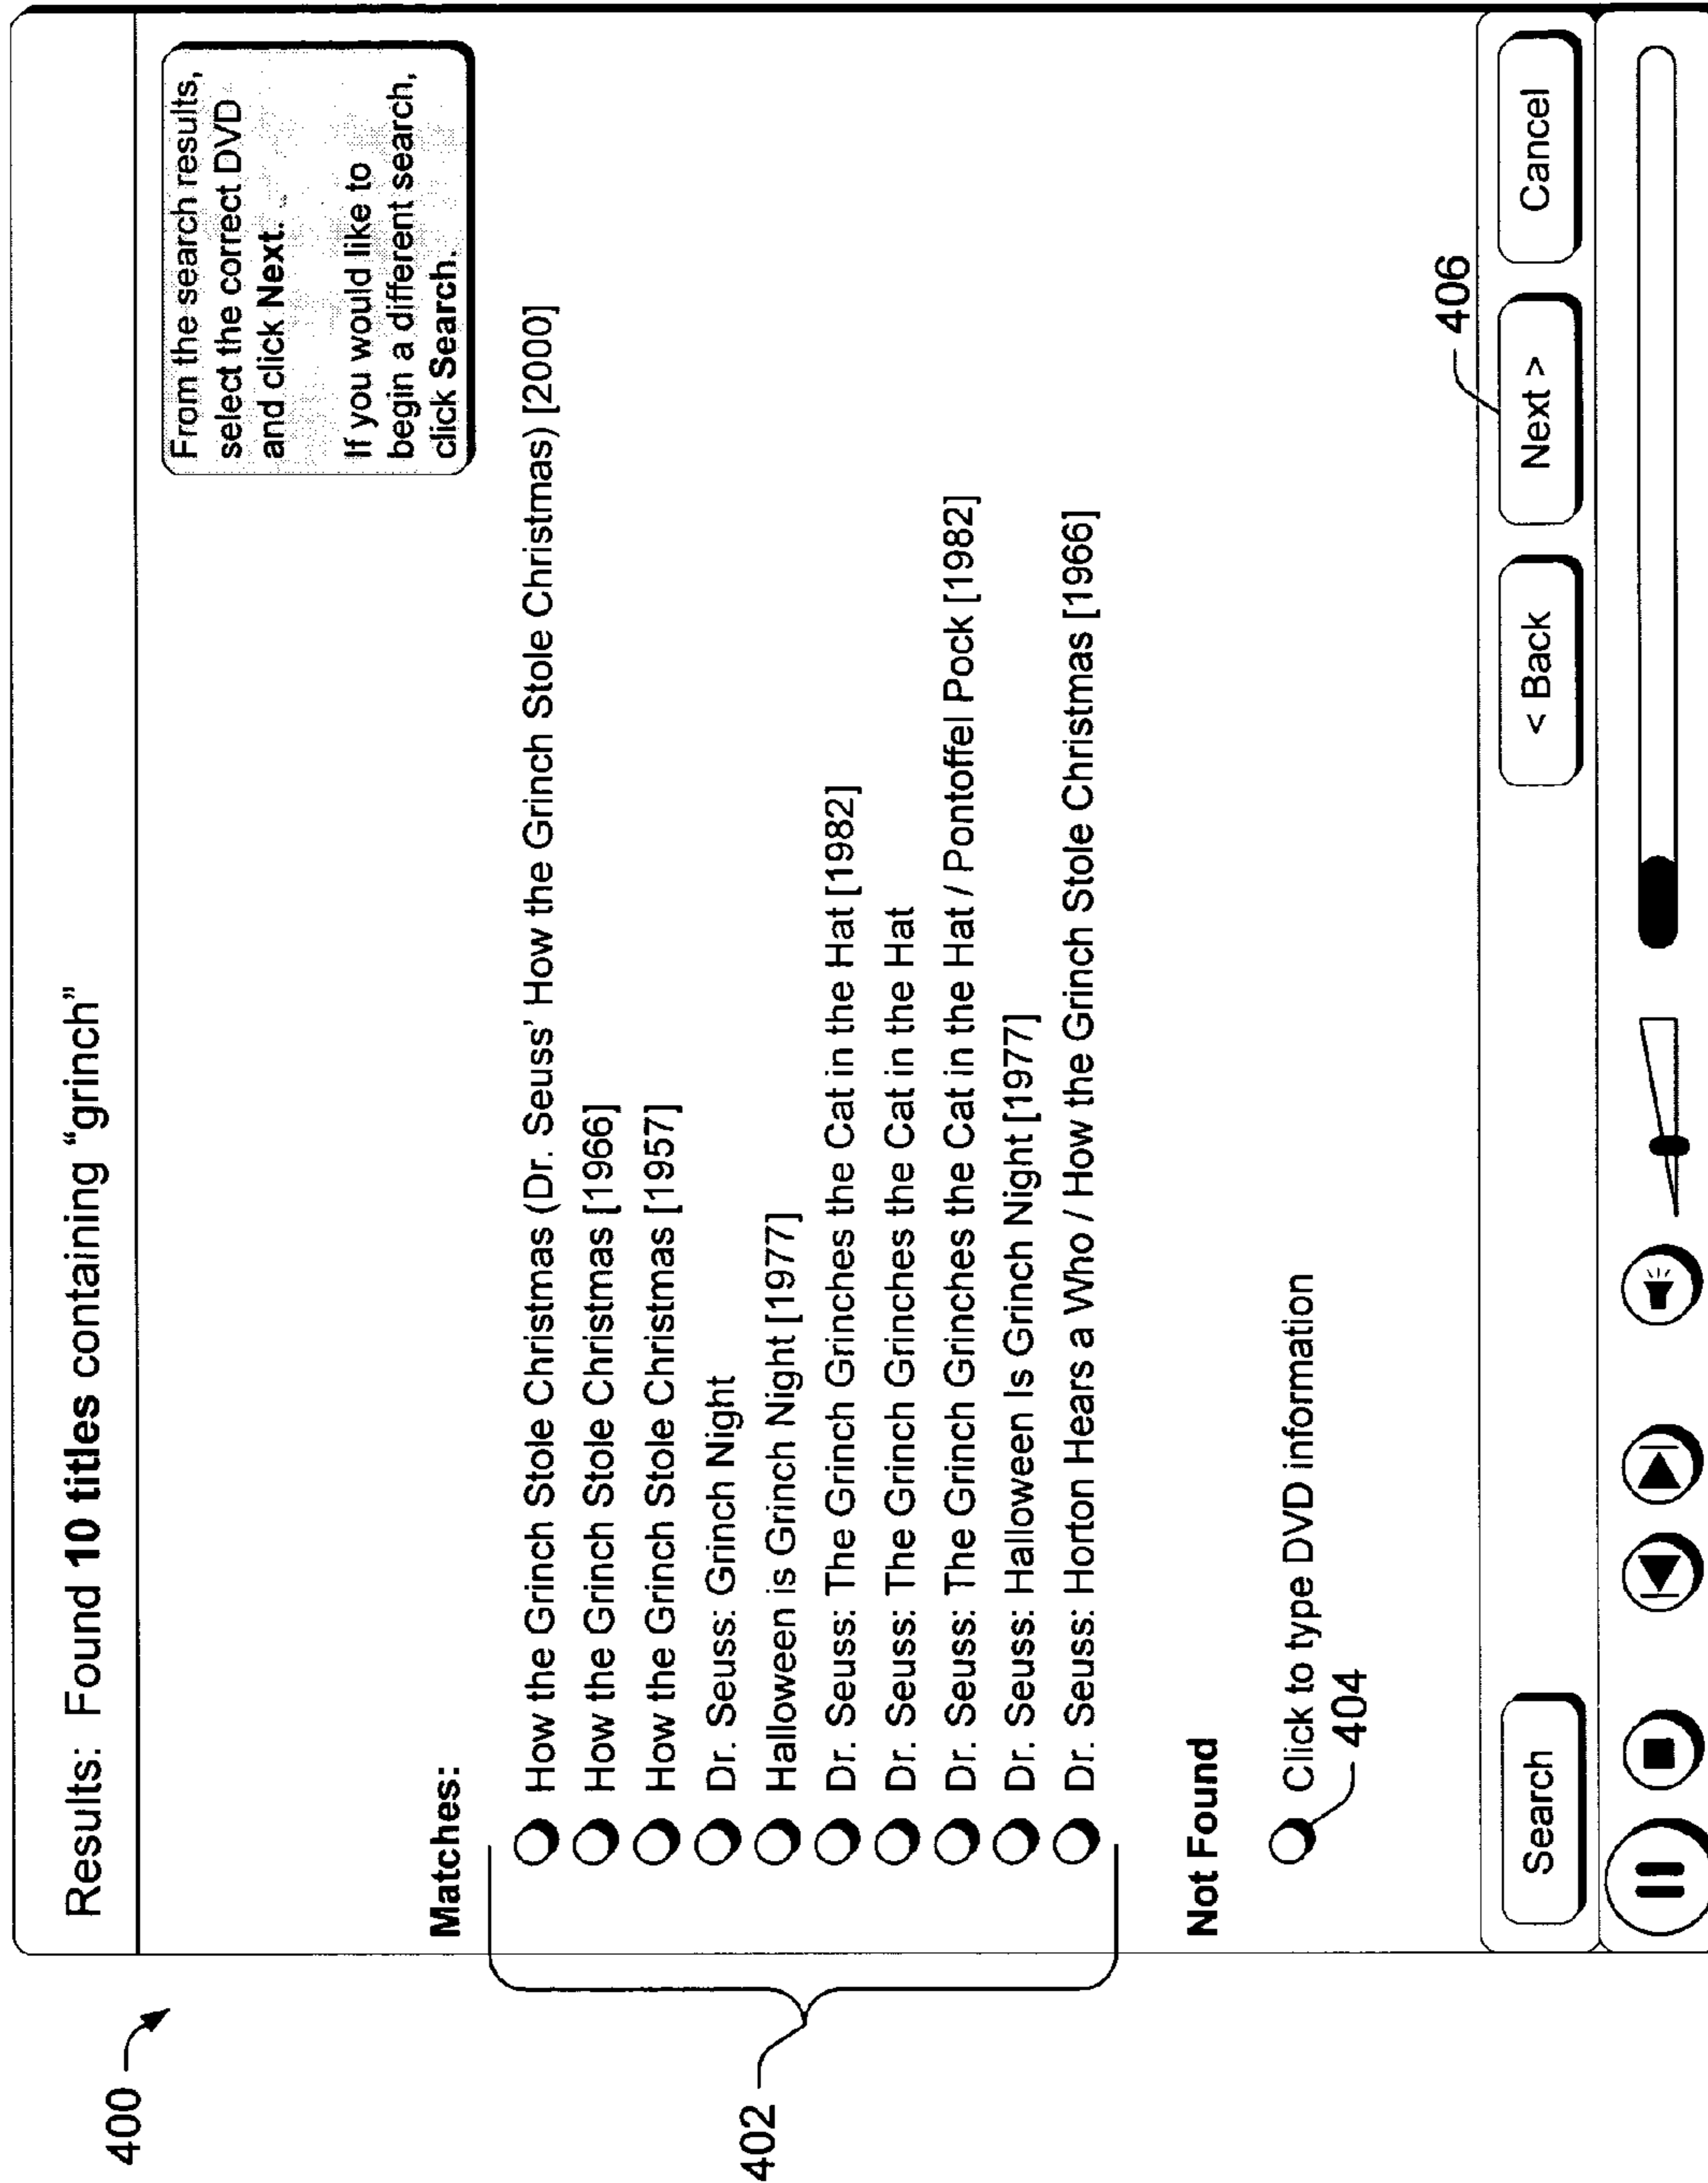 400
Results: Found 10 titles containing “grinch”
From the search results,
select the correct DVD
and click Next.
If you would like to
begin a different search,
click Search.
Matches:
402
How the Grinch Stole Christmas (Dr. Seuss’ How the Grinch Stole Christmas) [2000]
How the Grinch Stole Christmas [1966]
How the Grinch Stole Christmas [1957]
Dr. Seuss: Grinch Night
Halloween is Grinch Night [1977]
Dr. Seuss: The Grinch Grinches the Cat in the Hat [1982]
Dr. Seuss: The Grinch Grinches the Cat in the Hat
Dr. Seuss: The Grinch Grinches the Cat in the Hat / Pontoffel Pock [1982]
Dr. Seuss: Halloween Is Grinch Night [1977]
Dr. Seuss: Horton Hears a Who / How the Grinch Stole Christmas [1966]
Not Found
Click to type DVD information
404
406
Search
< Back
Next >
Cancel